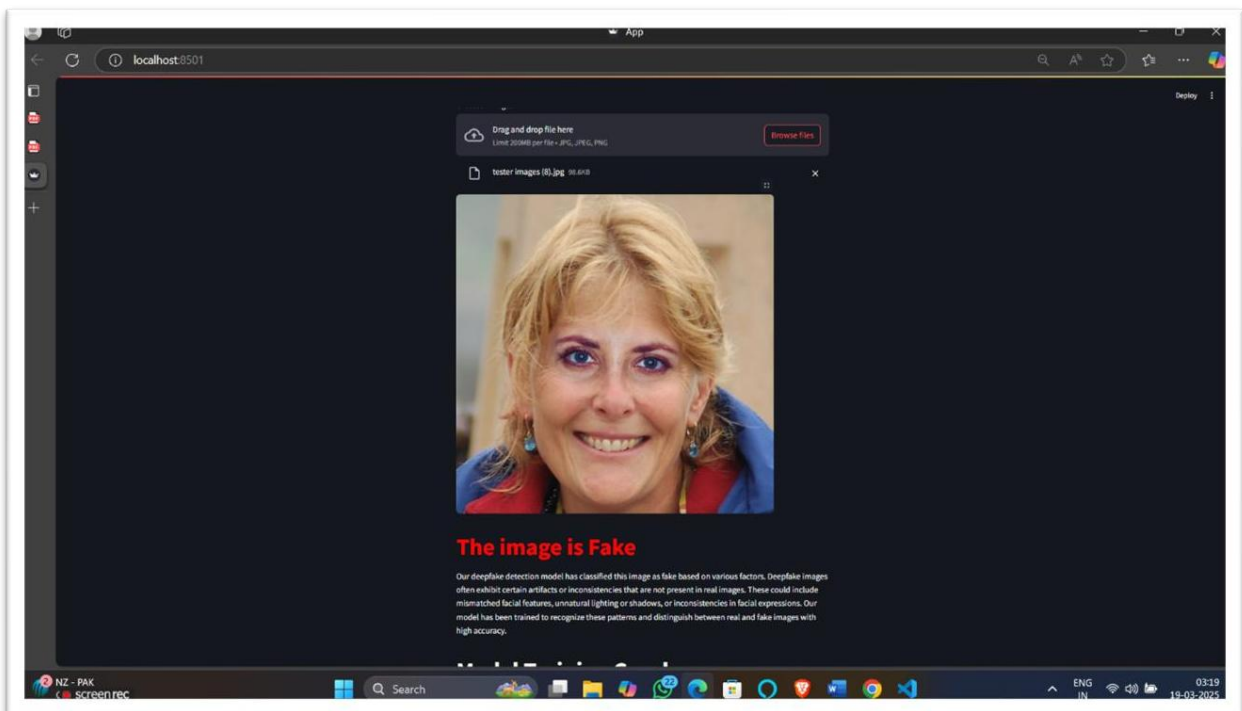 App
localhost:8501
Deploy
Drag and drop file here
Limit 200MB per file • JPG, JPEG, PNG
Browse files
tester images (8).jpg 98.6KB
The image is Fake
Our deepfake detection model has classified this image as fake based on various factors. Deepfake images
often exhibit certain artifacts or inconsistencies that are not present in real images. These could include
mismatched facial features, unnatural lighting or shadows, or inconsistencies in facial expressions. Our
model has been trained to recognize these patterns and distinguish between real and fake images with
high accuracy.
2
NZ - PAK
screenrec
Search
22
ENG
IN
03:19
19-03-2025